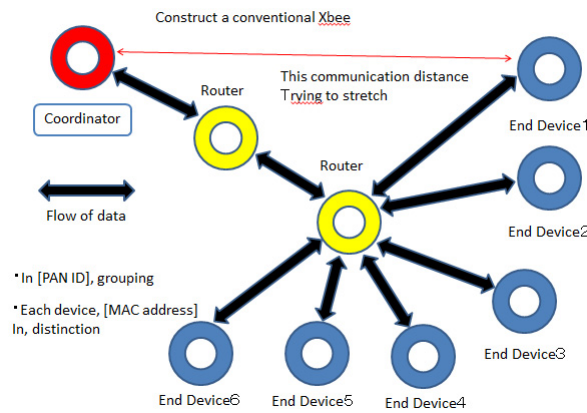 Construct a conventional Xbee
This communication distance
Trying to stretch
Router
Coordinator
End Device1
Router
Flow of data
End Device2
・In [PAN ID], grouping
・Each device, [MAC address]
In, distinction
End Device3
End Device6
End Device5
End Device4